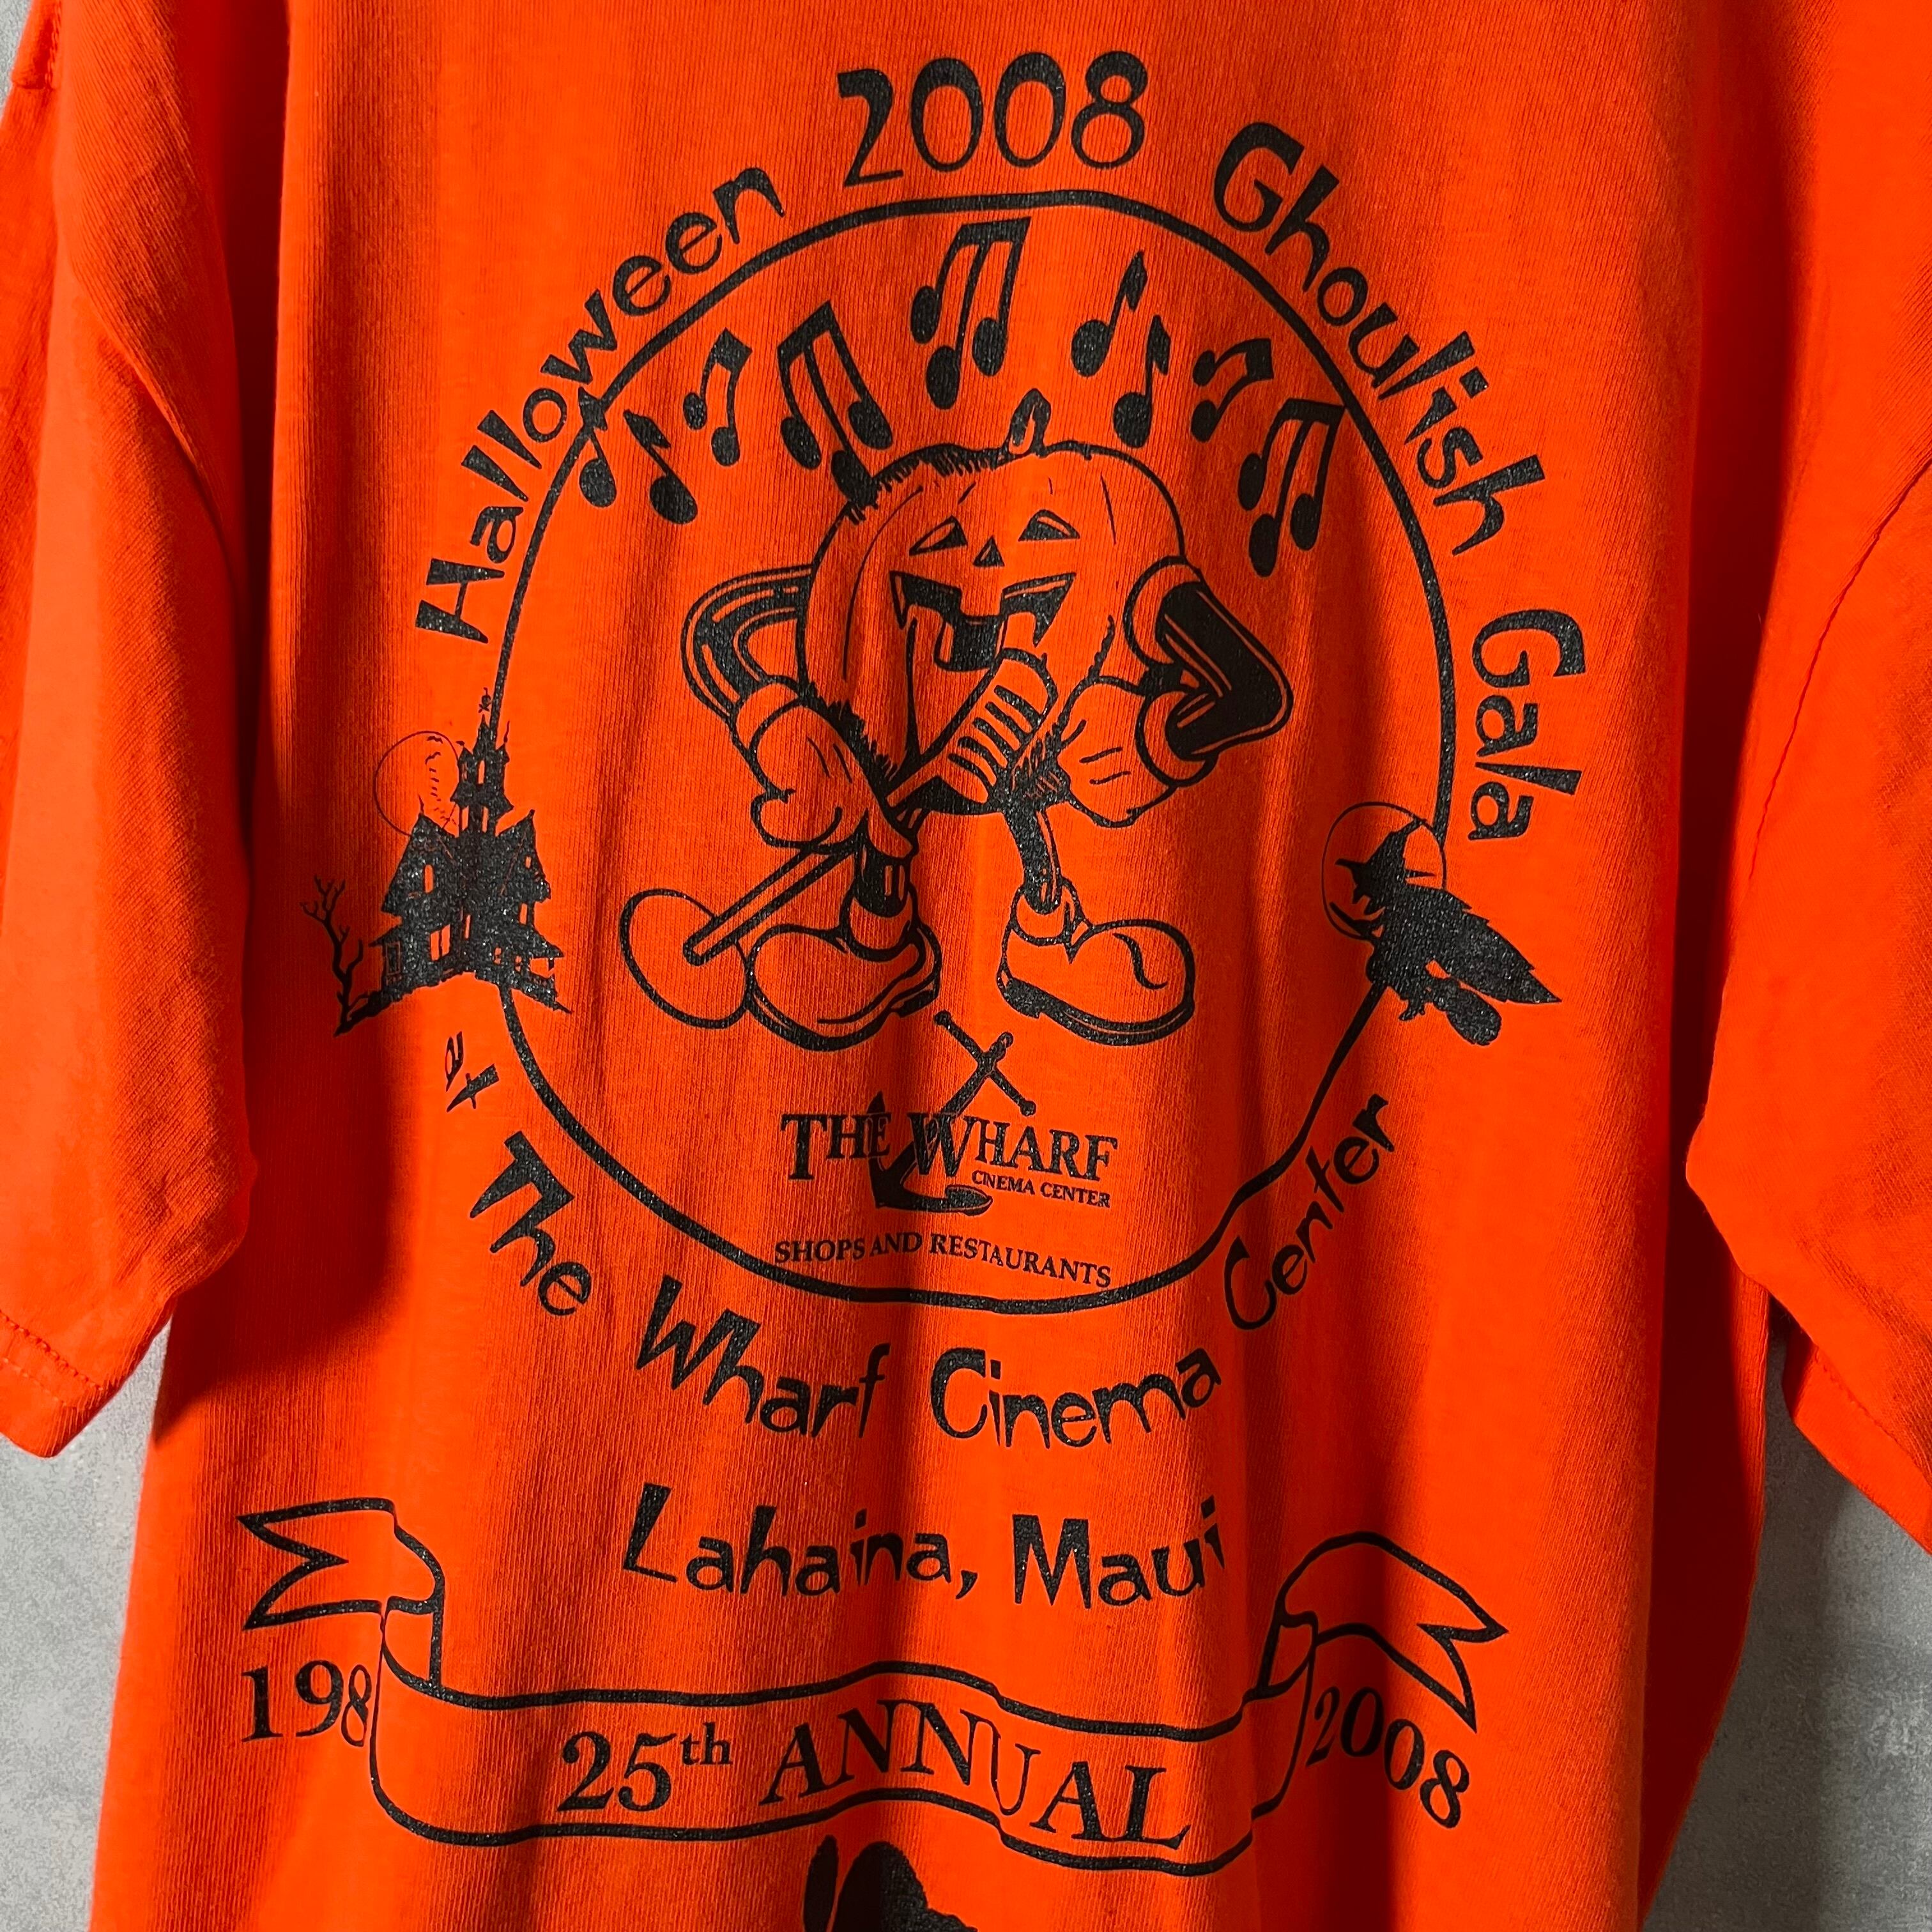 Halloween 2008 Ghoulish Gala
THE WHARF
CINEMA CENTER
SHOPS AND RESTAURANTS
at The Wharf Cinema Center
Lahaina, Maui
198
25th ANNUAL
2008